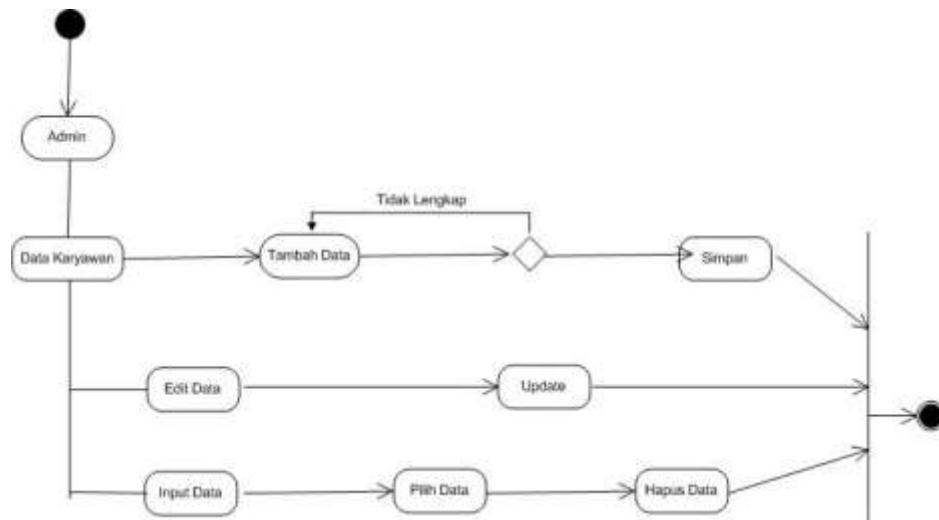 Admin
Tidak Lengkap
Data Karyawan
Tambah Data
Simpan
Edit Data
Update
Input Data
Pilih Data
Hapus Data